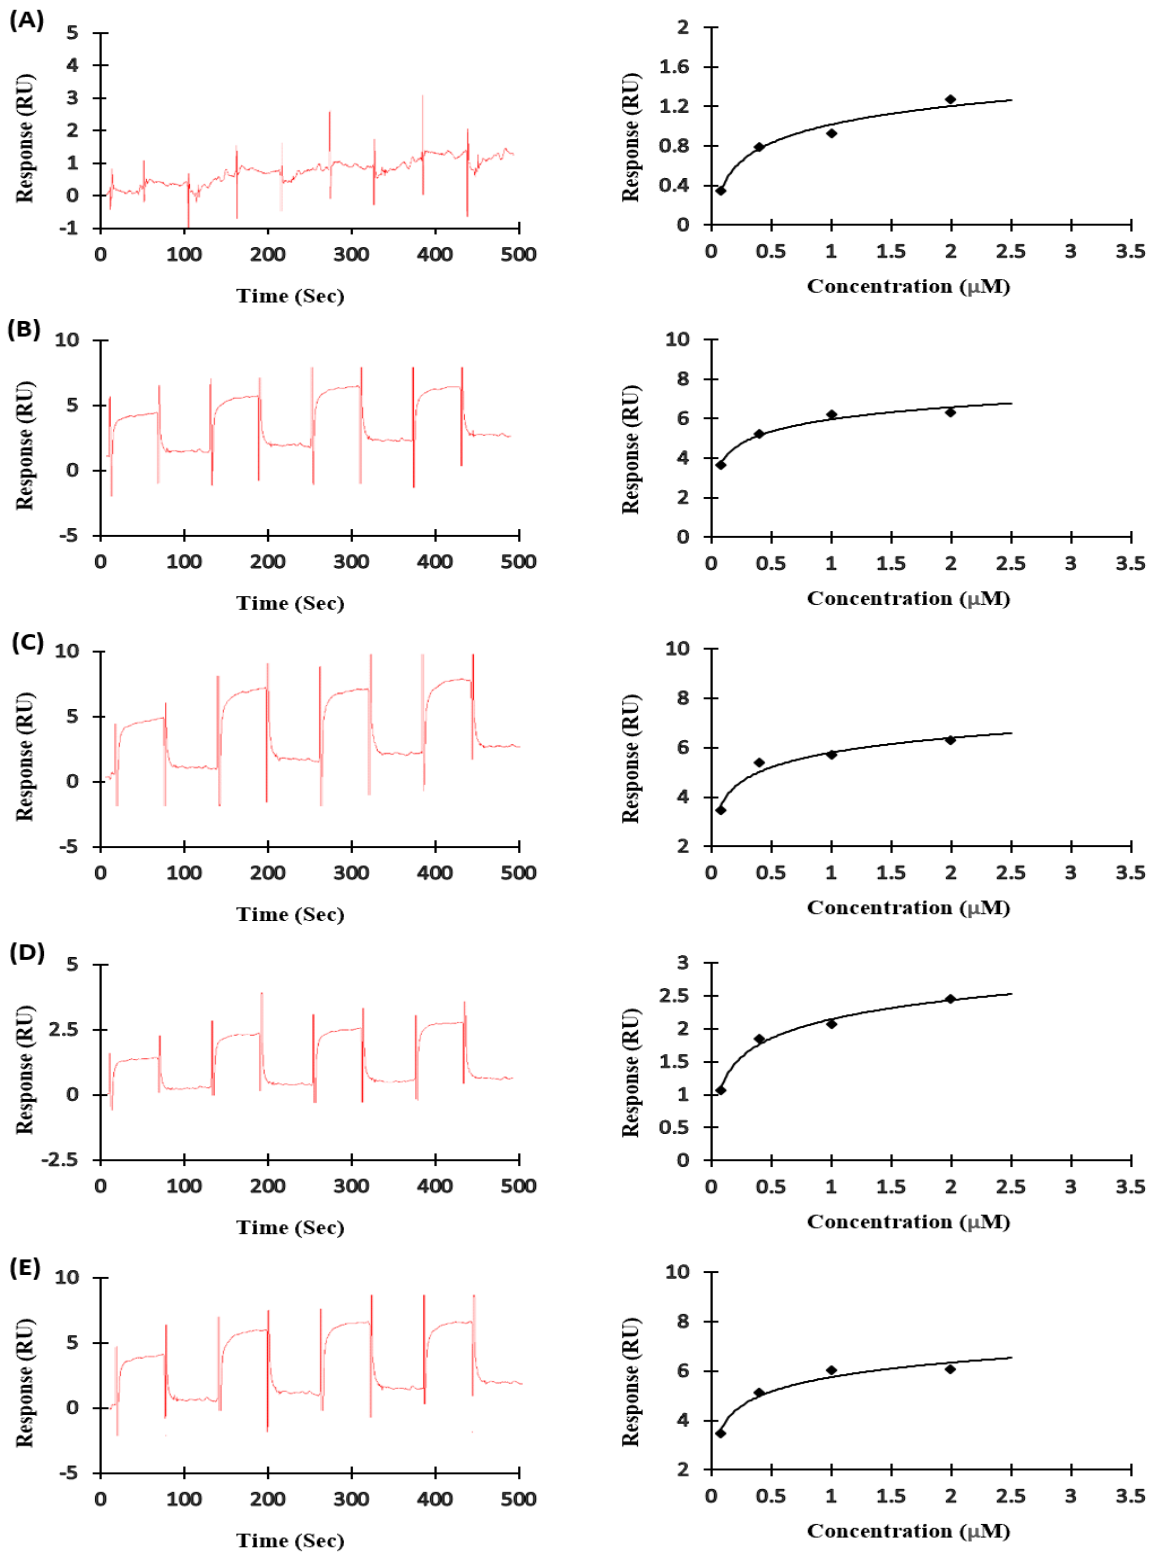 (A)
5
4
3
2
1
0
-1
Response (RU)
0 100 200 300 400 500
Time (Sec)
2
1.6
1.2
0.8
0.4
0
Response (RU)
0 0.5 1 1.5 2 2.5 3 3.5
Concentration (μM)
(B)
10
5
0
-5
Response (RU)
0 100 200 300 400 500
Time (Sec)
10
8
6
4
2
0
Response (RU)
0 0.5 1 1.5 2 2.5 3 3.5
Concentration (μM)
(C)
10
5
0
-5
Response (RU)
0 100 200 300 400 500
Time (Sec)
10
8
6
4
2
Response (RU)
0 0.5 1 1.5 2 2.5 3 3.5
Concentration (μM)
(D)
5
2.5
0
-2.5
Response (RU)
0 100 200 300 400 500
Time (Sec)
3
2.5
2
1.5
1
0.5
0
Response (RU)
0 0.5 1 1.5 2 2.5 3 3.5
Concentration (μM)
(E)
10
5
0
-5
Response (RU)
0 100 200 300 400 500
Time (Sec)
10
8
6
4
2
Response (RU)
0 0.5 1 1.5 2 2.5 3 3.5
Concentration (μM)